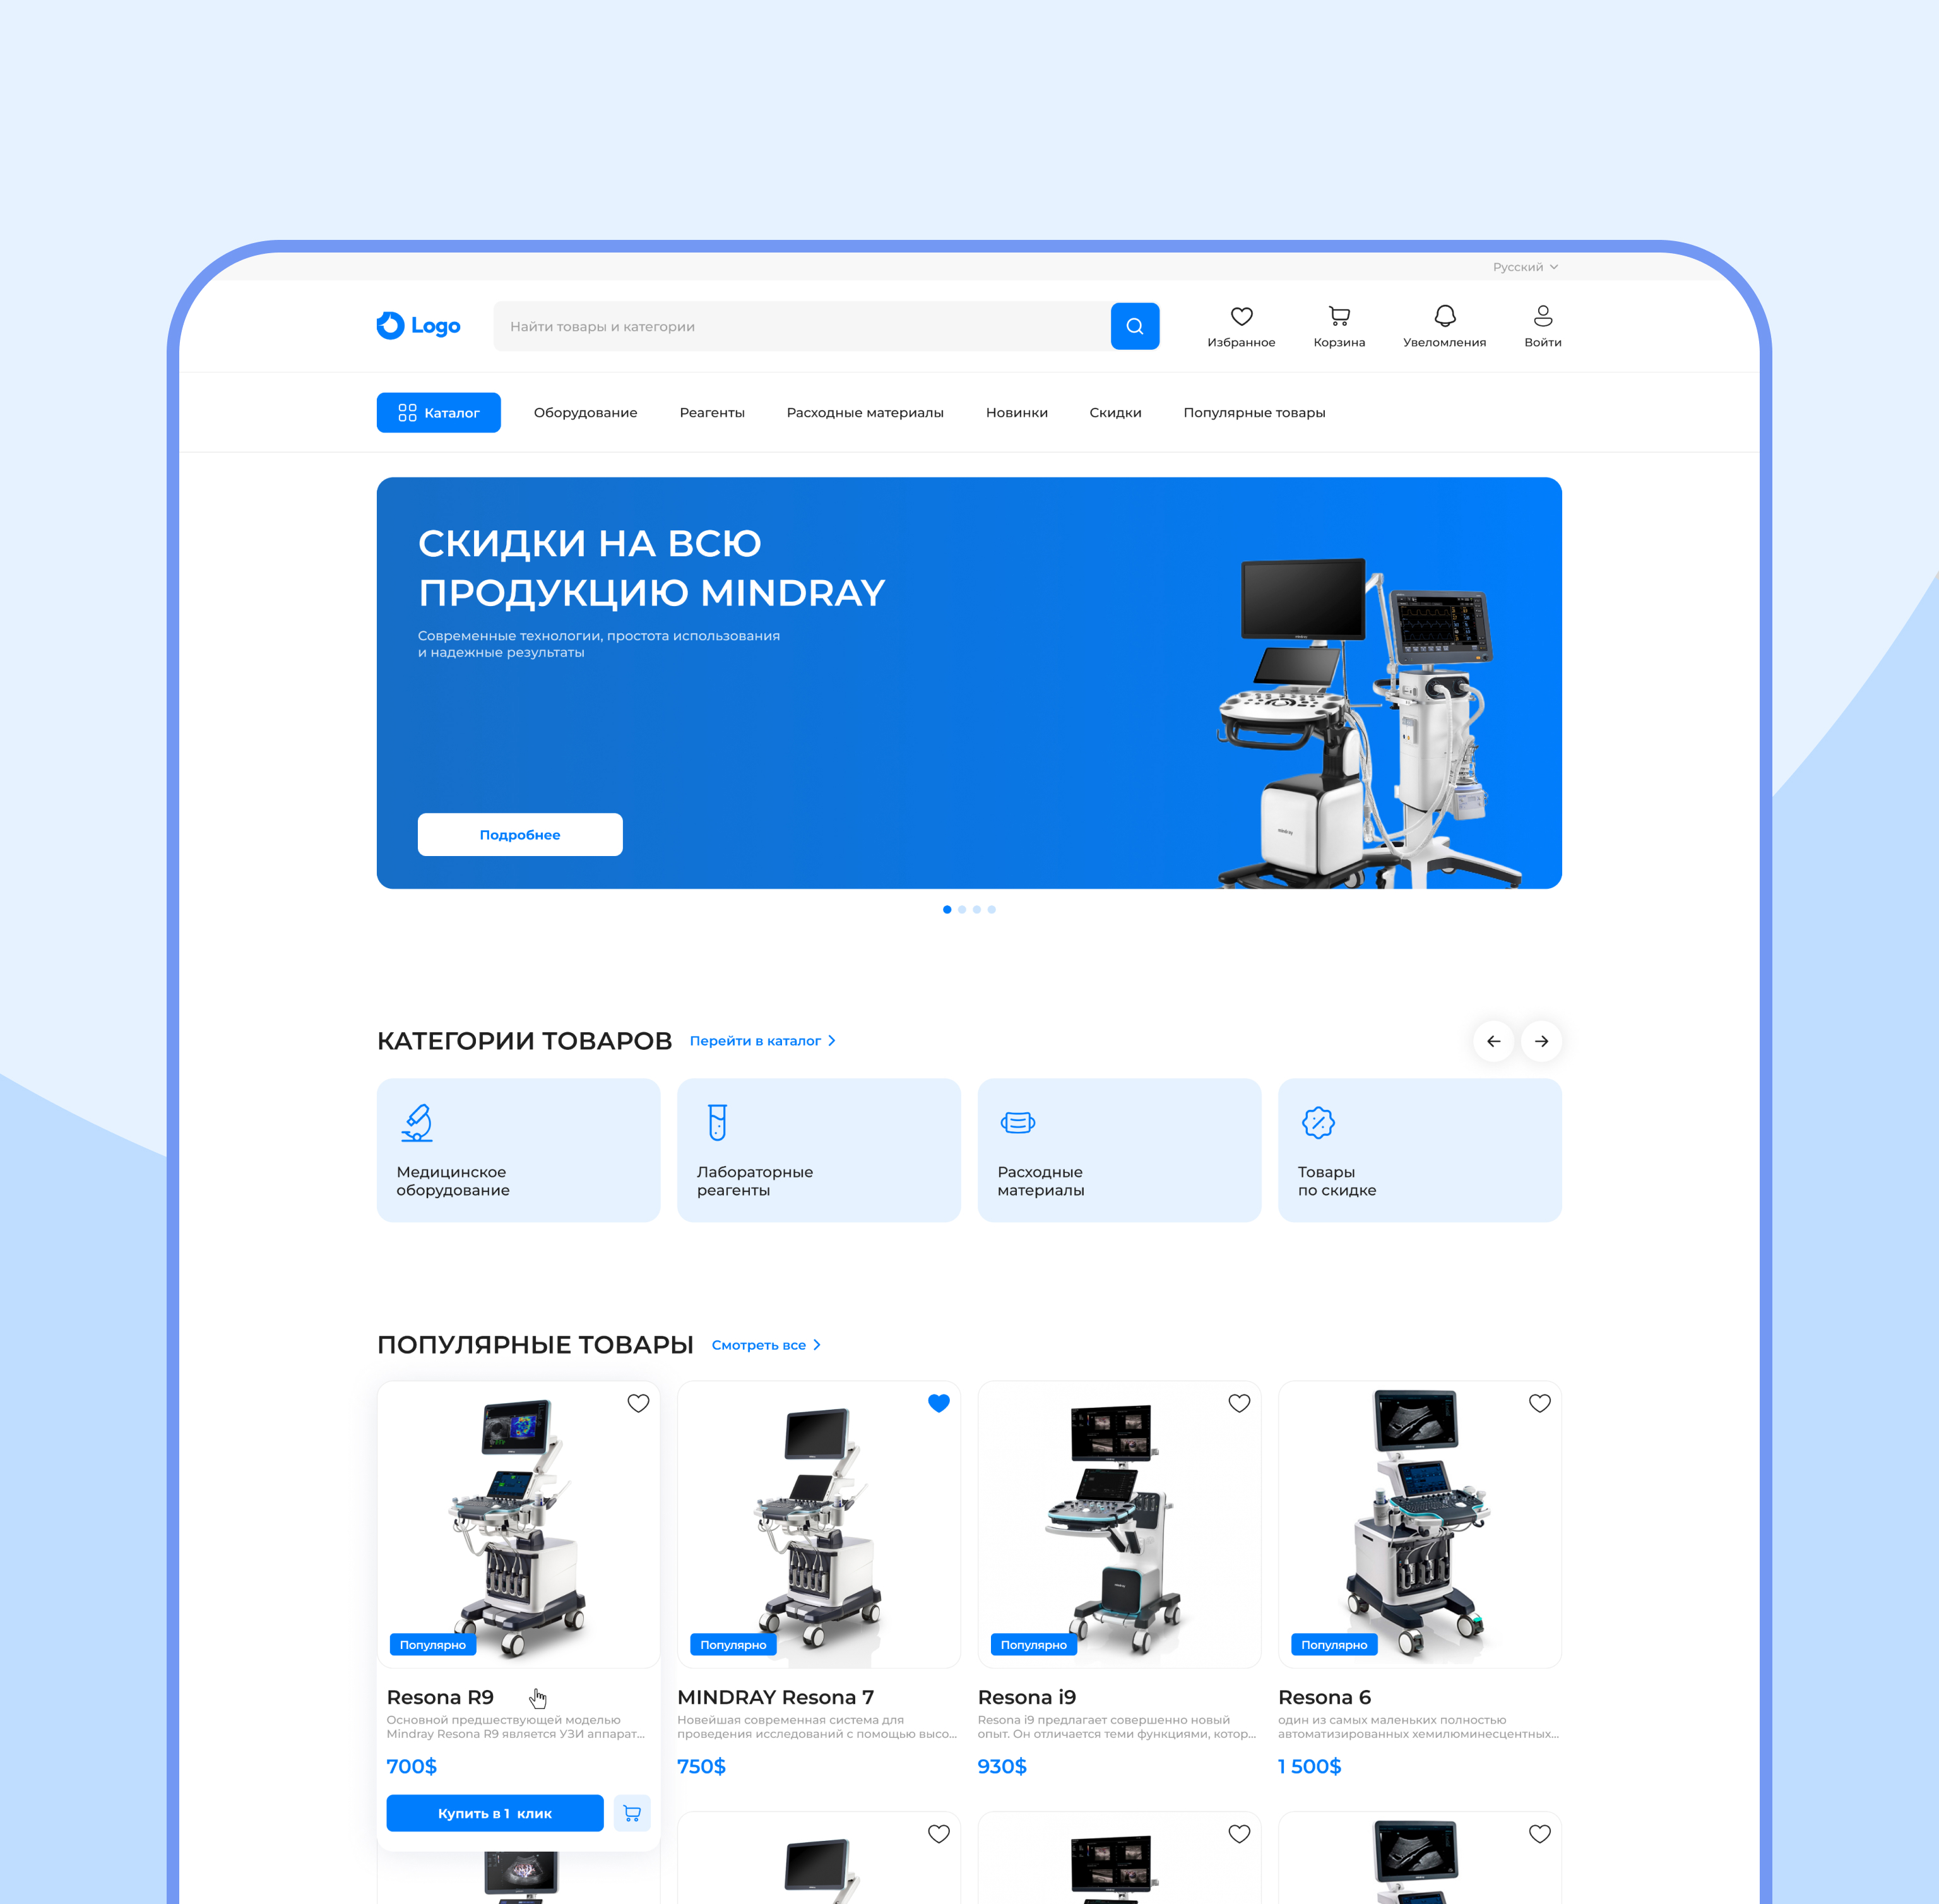 Русский
Logo
Найти товары и категории
Избранное
Корзина
Увеломления
Войти
Каталог
Оборудование
Реагенты
Расходные материалы
Новинки
Скидки
Популярные товары
СКИДКИ НА ВСЮ
ПРОДУКЦИЮ MINDRAY
Современные технологии, простота использования
и надежные результаты
Подробнее
mindray
КАТЕГОРИИ ТОВАРОВ
Перейти в каталог
Медицинское
оборудование
Лабораторные
реагенты
Расходные
материалы
Товары
по скидке
ПОПУЛЯРНЫЕ ТОВАРЫ
Смотреть все
Популярно
Популярно
Популярно
Популярно
Resona R9
Основной предшествующей моделью
Mindray Resona R9 является УЗИ аппарат...
700$
Купить в 1 клик
MINDRAY Resona 7
Новейшая современная система для
проведения исследований с помощью высо...
750$
Resona i9
Resona i9 предлагает совершенно новый
опыт. Он отличается теми функциями, котор...
930$
Resona 6
один из самых маленьких полностью
автоматизированных хемилюминесцентных...
1 500$